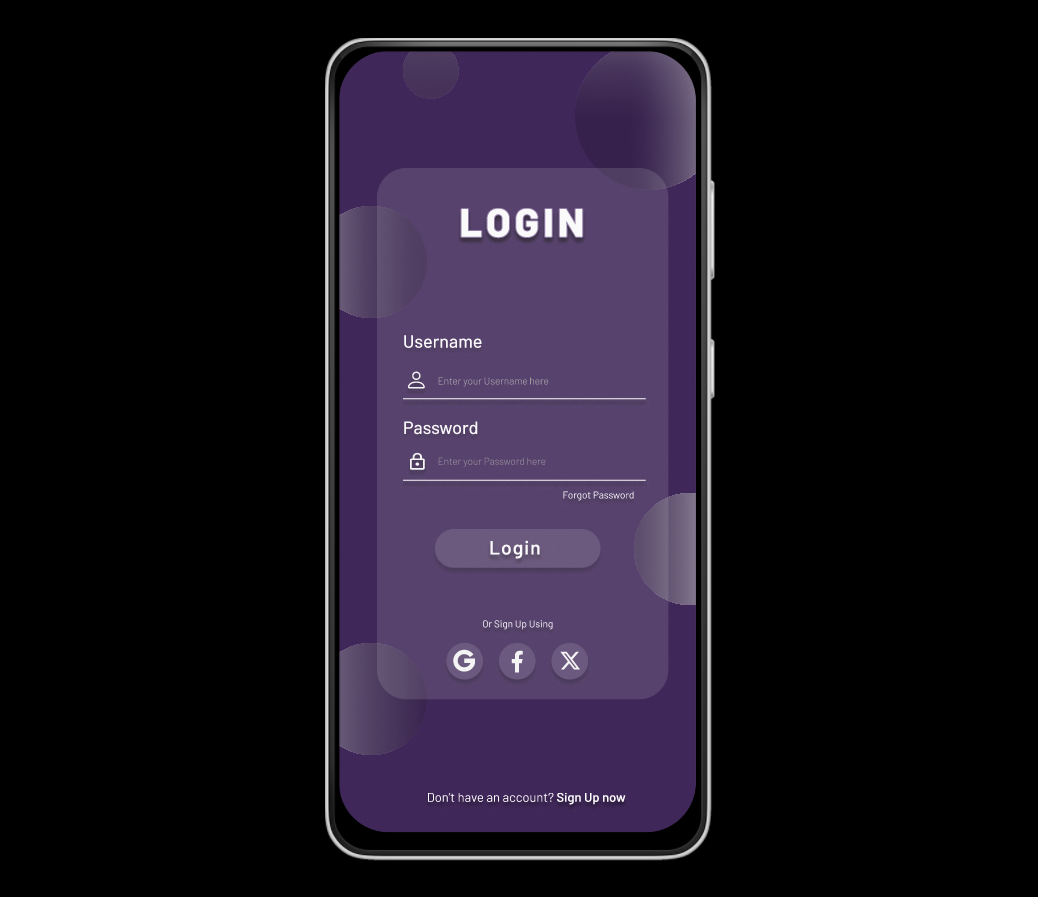 LOGIN
Username
Enter your Username here
Password
Enter your Password here
Forgot Password
Login
Or Sign Up Using
Don't have an account? Sign Up now